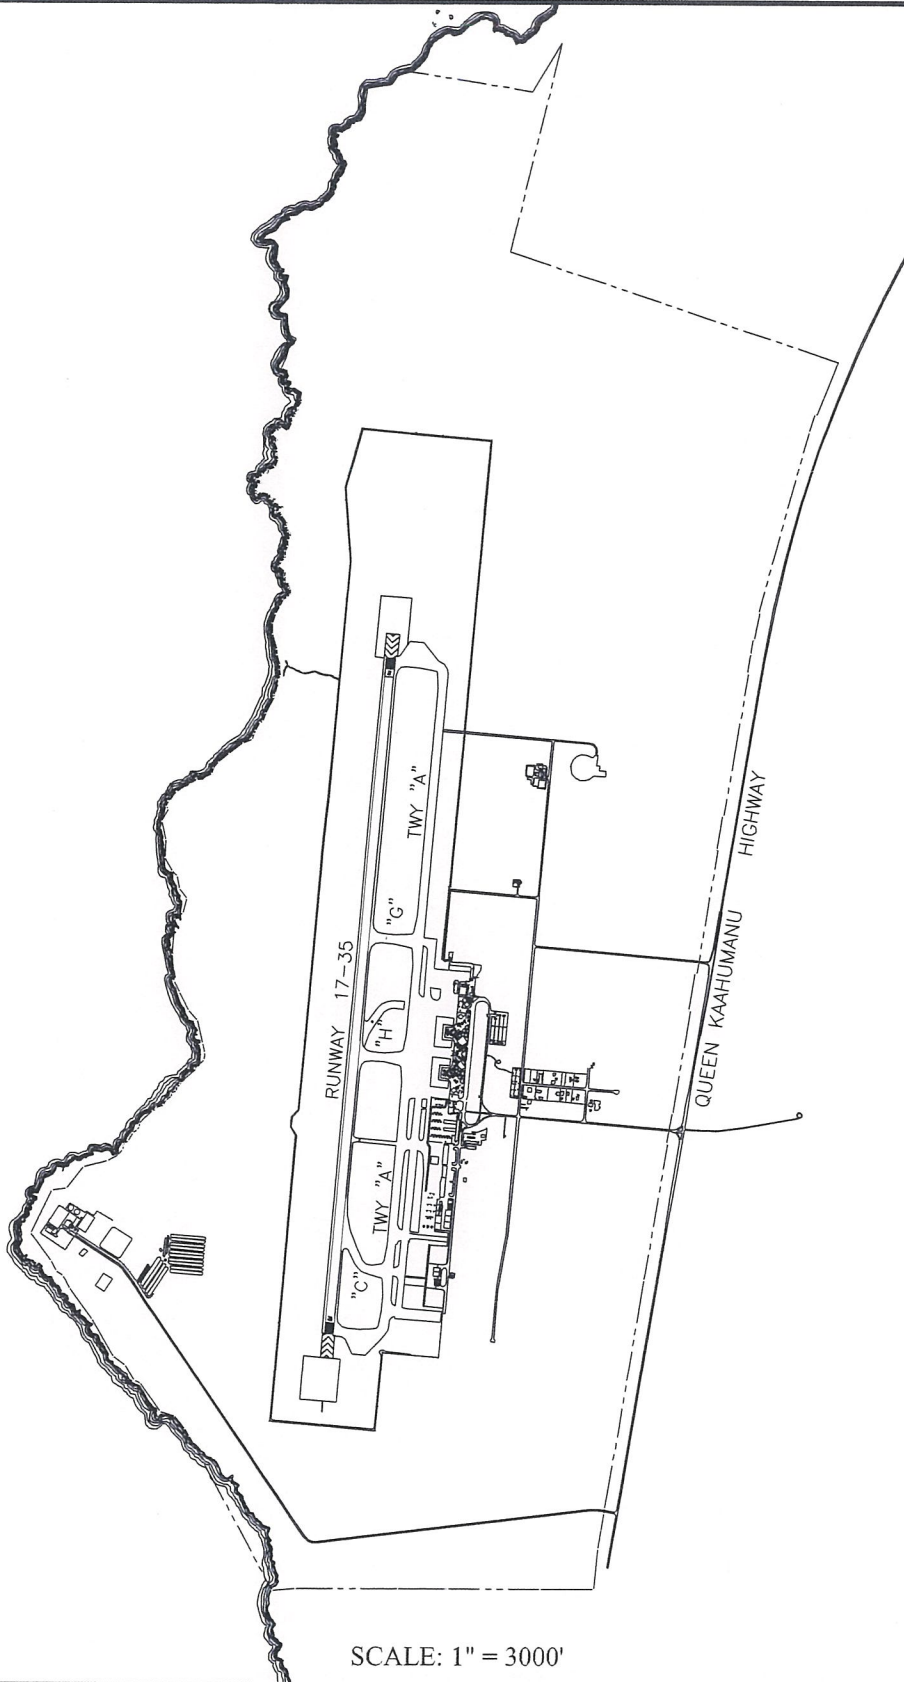 HIGHWAY
QUEEN KAAHUMANU
TWY "A"
"G"
RUNWAY 17-35
"H"
TWY "A"
"C"
SCALE: 1" = 3000'